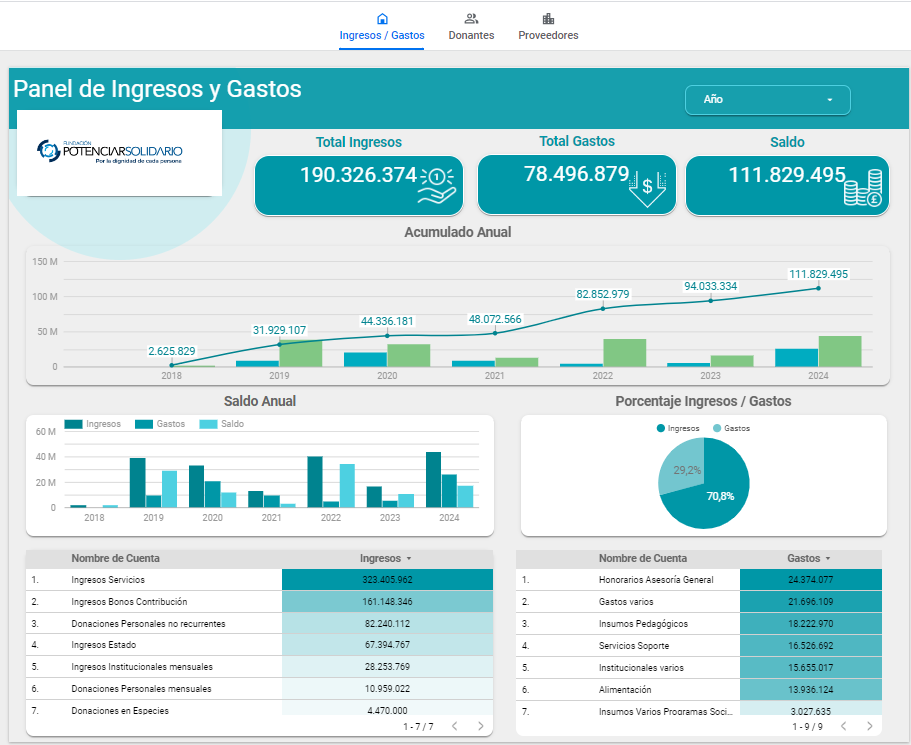 Ingresos / Gastos
Donantes
Proveedores
Panel de Ingresos y Gastos
Año
FUNDACIÓN
POTENCIARSOLIDARIO
Por la dignidad de cada persona
Total Ingresos
190.326.374
Total Gastos
78.496.879
Saldo
111.829.495
Acumulado Anual
150 M
100 M
50 M
0
2.625.829
31.929.107
44.336.181
48.072.566
82.852.979
94.033.334
111.829.495
2018 2019 2020 2021 2022 2023 2024
Saldo Anual
Ingresos Gastos Saldo
60 M
40 M
20 M
0
2018 2019 2020 2021 2022 2023 2024
Porcentaje Ingresos / Gastos
Ingresos Gastos
29,2%
70,8%
Nombre de Cuenta Ingresos
1. Ingresos Servicios 323.405.962
2. Ingresos Bonos Contribución 161.148.346
3. Donaciones Personales no recurrentes 82.240.112
4. Ingresos Estado 67.394.767
5. Ingresos Institucionales mensuales 28.253.769
6. Donaciones Personales mensuales 10.959.022
7. Donaciones en Especies 4.470.000
1 - 7 / 7
Nombre de Cuenta Gastos
1. Honorarios Asesoría General 24.374.077
2. Gastos varios 21.696.109
3. Insumos Pedagógicos 18.222.970
4. Servicios Soporte 16.526.692
5. Institucionales varios 15.655.017
6. Alimentación 13.936.124
7. Insumos Varios Programas Soci... 3.027.635
1 - 9 / 9